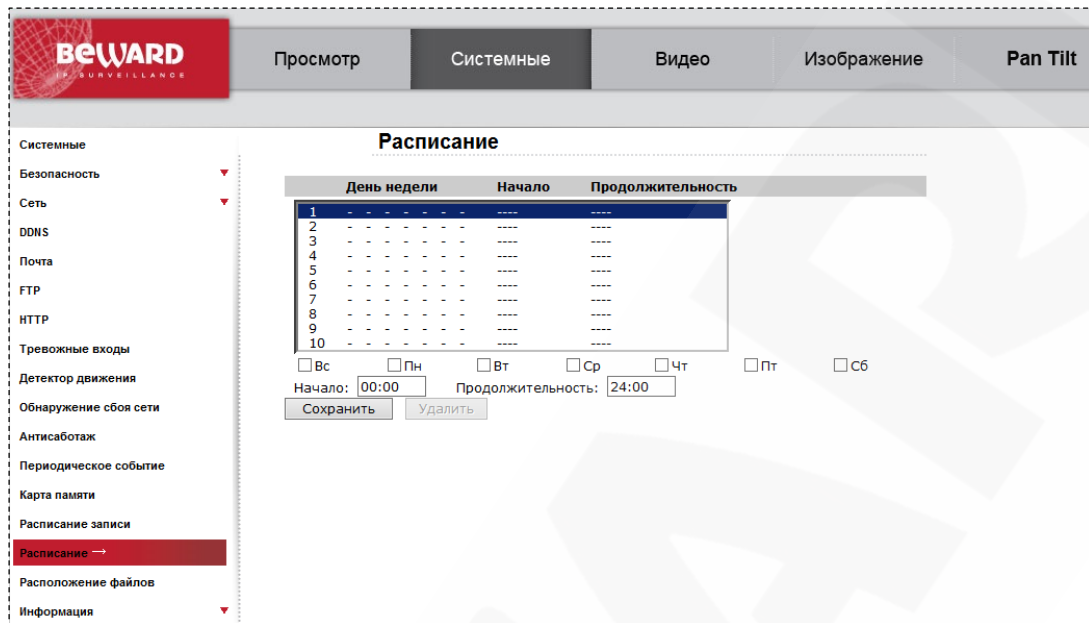 BEWARD
IP SURVEILLANCE
Просмотр
Системные
Видео
Изображение
Pan Tilt
Системные
Безопасность
Сеть
DDNS
Почта
FTP
HTTP
Тревожные входы
Детектор движения
Обнаружение сбоя сети
Антисаботаж
Периодическое событие
Карта памяти
Расписание записи
Расписание →
Расположение файлов
Информация
Расписание
День недели Начало Продолжительность
1 - - - - - - - ---- ----
2 - - - - - - - ---- ----
3 - - - - - - - ---- ----
4 - - - - - - - ---- ----
5 - - - - - - - ---- ----
6 - - - - - - - ---- ----
7 - - - - - - - ---- ----
8 - - - - - - - ---- ----
9 - - - - - - - ---- ----
10 - - - - - - - ---- ----
Вс Пн Вт Ср Чт Пт Сб
Начало: 00:00 Продолжительность: 24:00
Сохранить Удалить